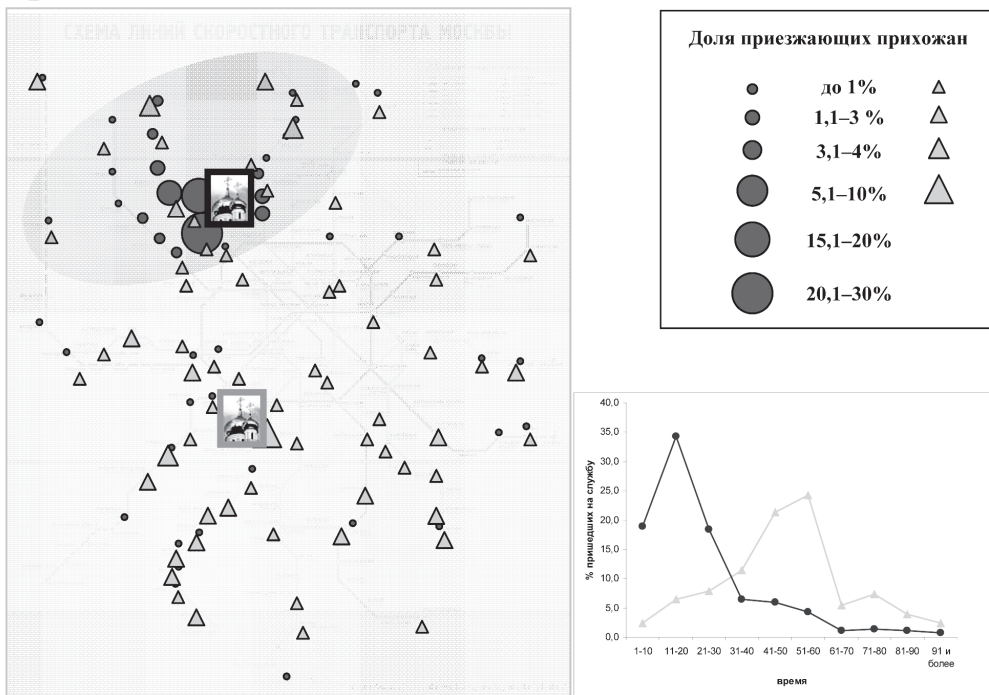 СХЕМА ЛИНИЙ СКОРОСТНОГО ТРАНСПОРТА МОСКВЫ
Доля приезжающих прихожан
до 1%
1,1–3 %
3,1–4%
5,1–10%
15,1–20%
20,1–30%
% пришедших на службу
40,0
35,0
30,0
25,0
20,0
15,0
10,0
5,0
0,0
1-10 11-20 21-30 31-40 41-50 51-60 61-70 71-80 81-90 91 и
более
время